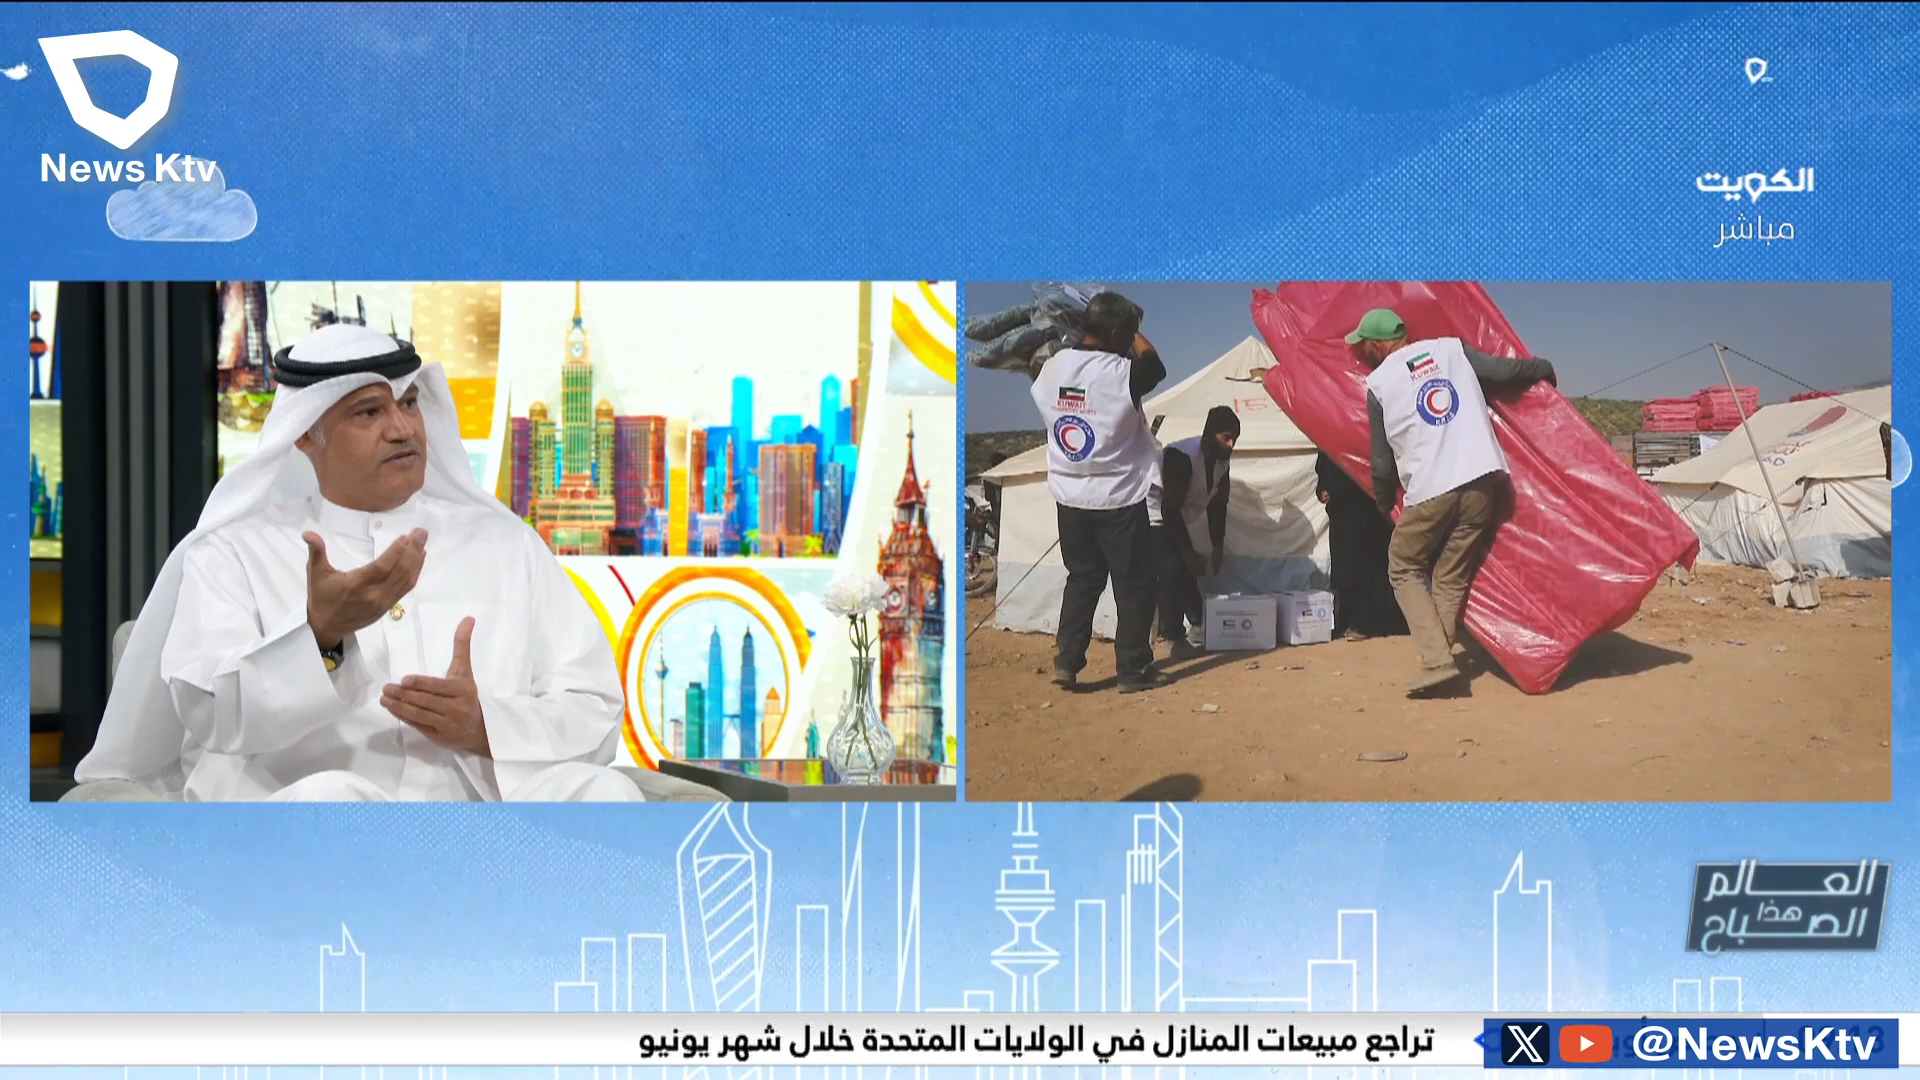 News Ktv
الكويت
مباشر
KUWAIT
Kuwait
K.R.C.S
15
العالم
هذا
الصباح
تراجع مبيعات المنازل في الولايات المتحدة خلال شهر يونيو
@NewsKtv